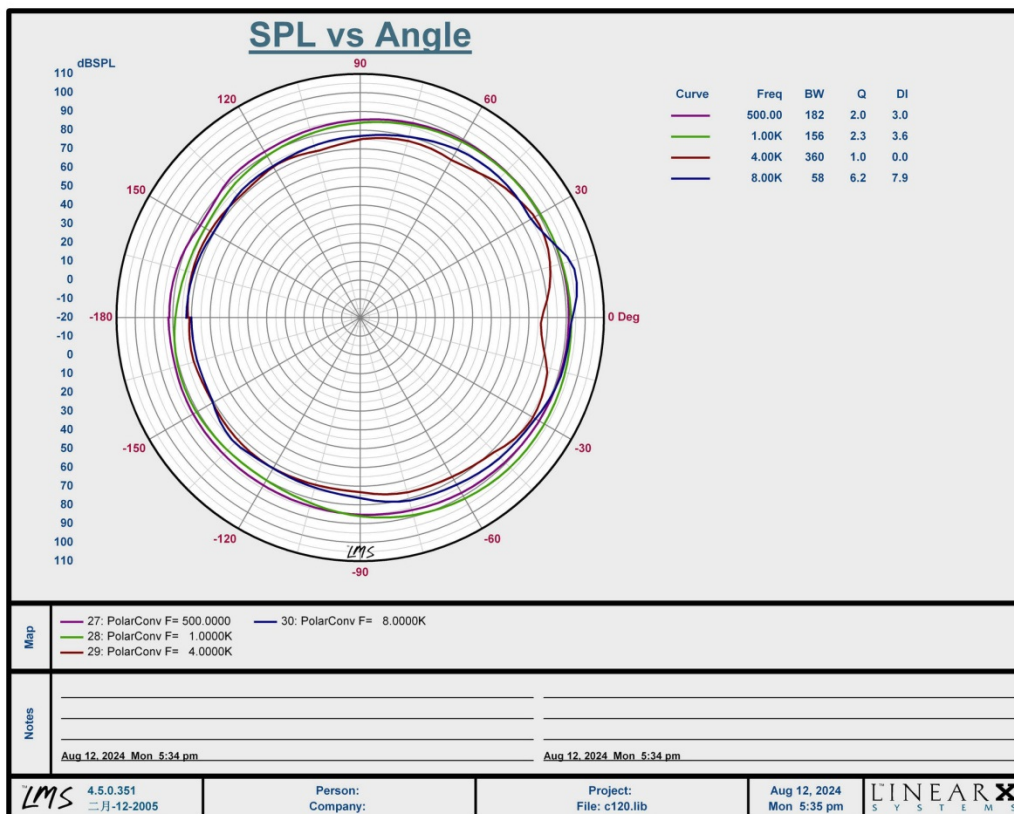 SPL vs Angle
dBSPL
110
100
90
80
70
60
50
40
30
20
10
0
-10
-20
-10
0
10
20
30
40
50
60
70
80
90
100
110
90
120
60
150
30
-180
0 Deg
-150
-30
-120
-60
-90
LMS
Curve Freq BW Q DI
500.00 182 2.0 3.0
1.00K 156 2.3 3.6
4.00K 360 1.0 0.0
8.00K 58 6.2 7.9
Map
27: PolarConv F= 500.0000
28: PolarConv F= 1.0000K
29: PolarConv F= 4.0000K
30: PolarConv F= 8.0000K
Notes
Aug 12, 2024 Mon 5:34 pm
Aug 12, 2024 Mon 5:34 pm
LMS
4.5.0.351
二月-12-2005
Person:
Company:
Project:
File: c120.lib
Aug 12, 2024
Mon 5:35 pm
LINEARX
SYSTEMS